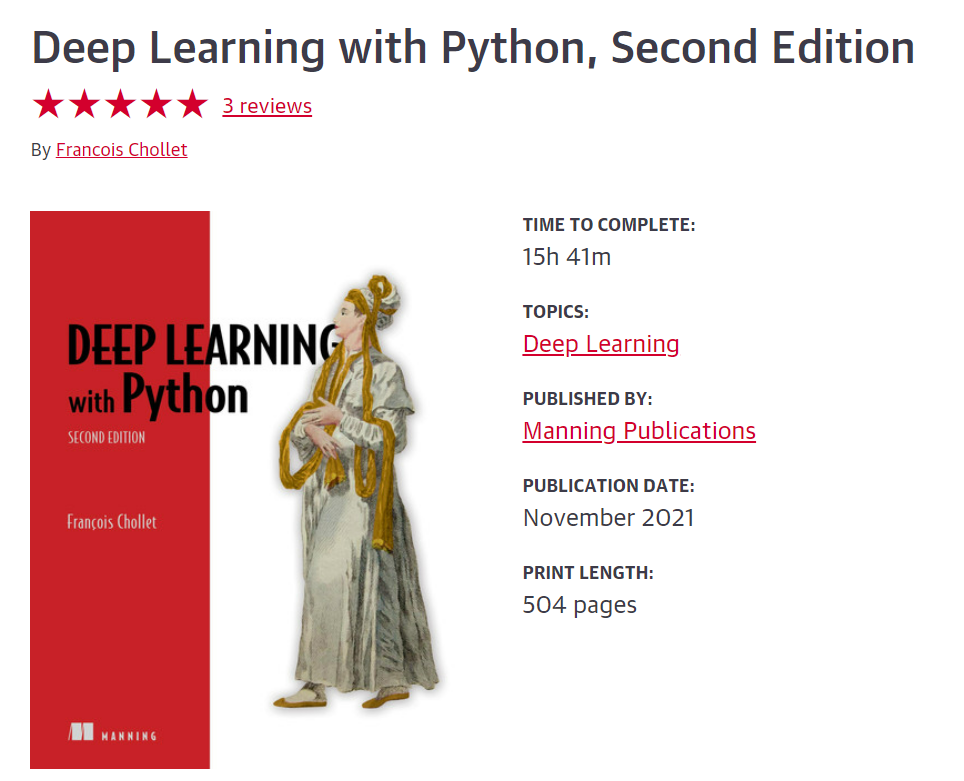 Deep Learning with Python, Second Edition
3 reviews
By Francois Chollet
DEEP LEARNING
with Python
SECOND EDITION
François Chollet
MANNING
TIME TO COMPLETE:
15h 41m
TOPICS:
Deep Learning
PUBLISHED BY:
Manning Publications
PUBLICATION DATE:
November 2021
PRINT LENGTH:
504 pages